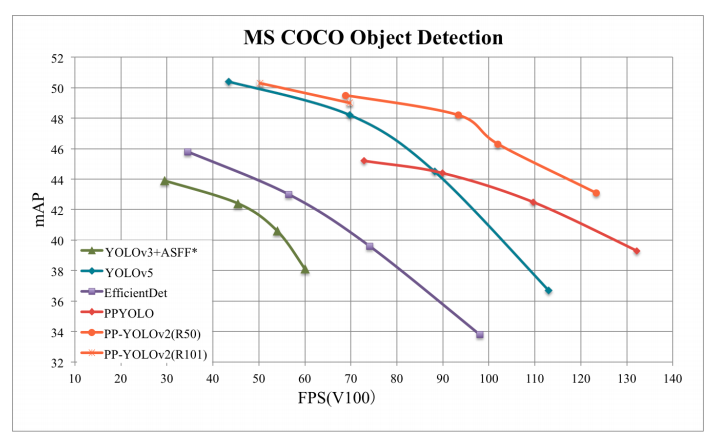 MS COCO Object Detection
52
50
48
46
44
42
40
38
36
34
32
mAP
YOLOv3+ASFF*
YOLOv5
EfficientDet
PPYOLO
PP-YOLOv2(R50)
PP-YOLOv2(R101)
10 20 30 40 50 60 70 80 90 100 110 120 130 140
FPS(V100）